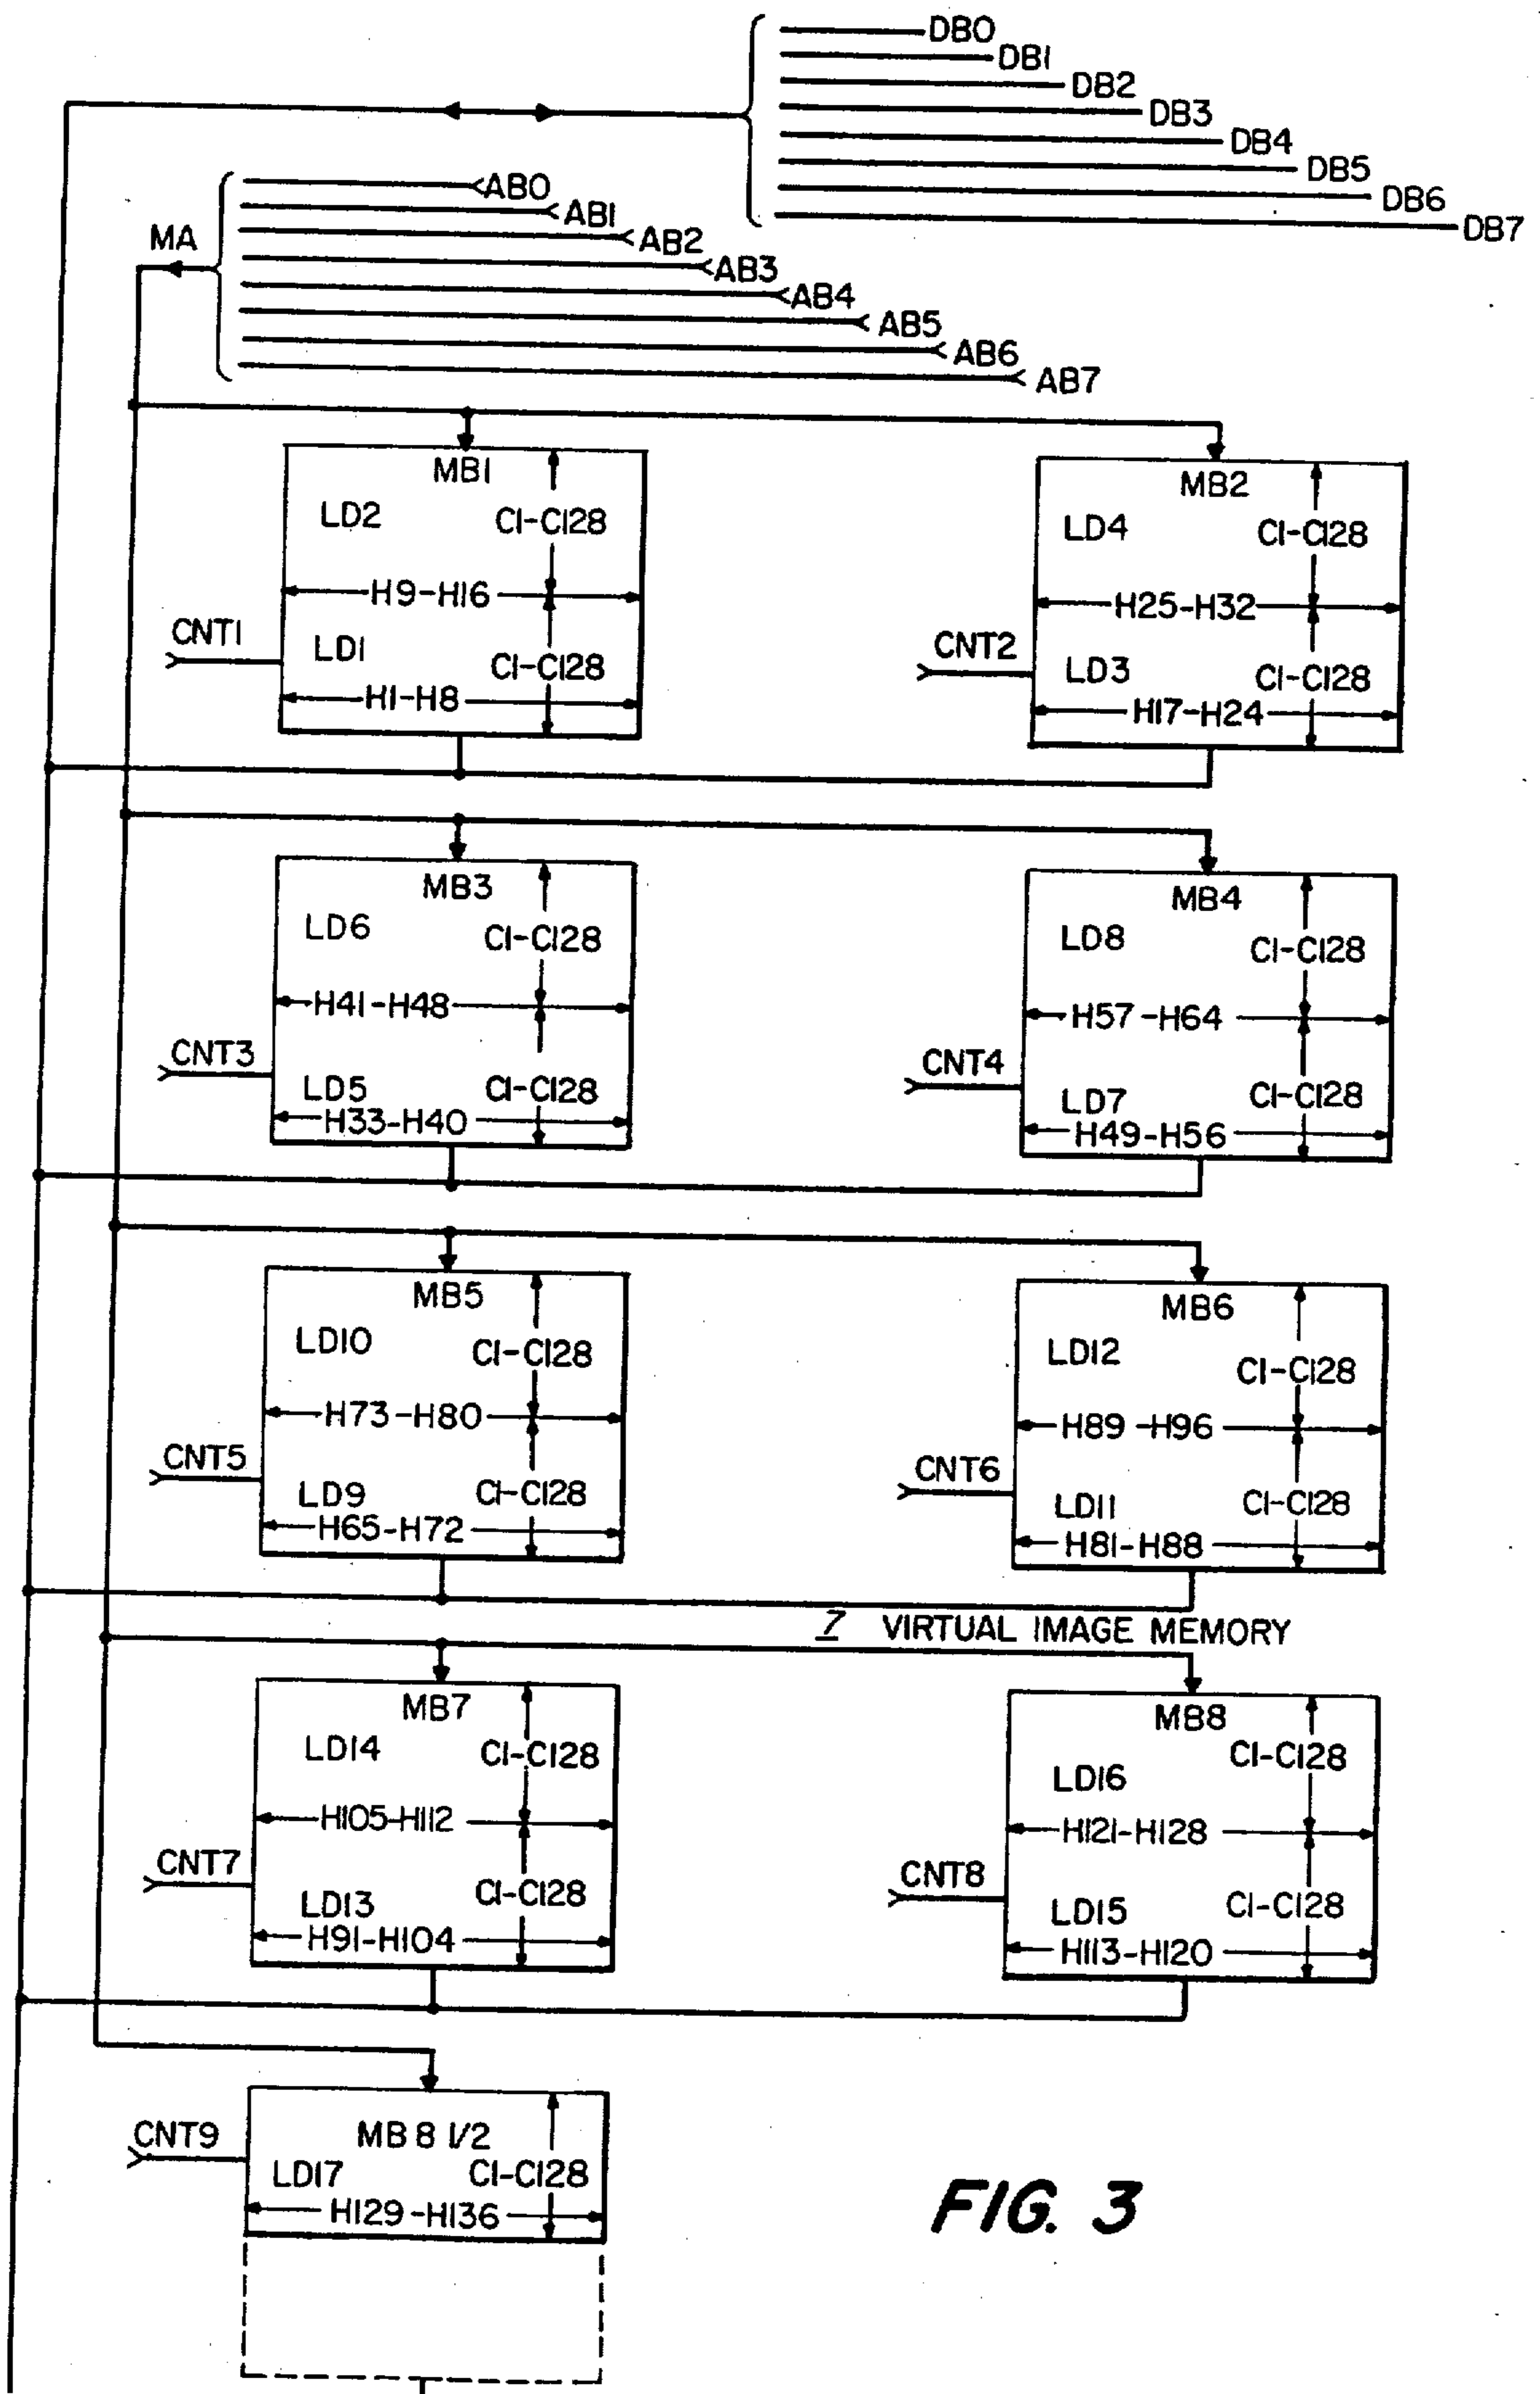 DB0
DB1
DB2
DB3
DB4
DB5
DB6
DB7
AB0
AB1
AB2
AB3
AB4
AB5
AB6
AB7
MA
MB1
LD2
C1-C128
H9-H16
CNT1
LD1
C1-C128
H1-H8
MB2
LD4
C1-C128
H25-H32
CNT2
LD3
C1-C128
H17-H24
MB3
LD6
C1-C128
H41-H48
CNT3
LD5
C1-C128
H33-H40
MB4
LD8
C1-C128
H57-H64
CNT4
LD7
C1-C128
H49-H56
MB5
LD10
C1-C128
H73-H80
CNT5
LD9
C1-C128
H65-H72
MB6
LD12
C1-C128
H89-H96
CNT6
LD11
C1-C128
H81-H88
7 VIRTUAL IMAGE MEMORY
MB7
LD14
C1-C128
H105-H112
CNT7
LD13
C1-C128
H91-H104
MB8
LD16
C1-C128
H121-H128
CNT8
LD15
C1-C128
H113-H120
CNT9
MB 8 1/2
LD17
C1-C128
H129-H136
FIG. 3